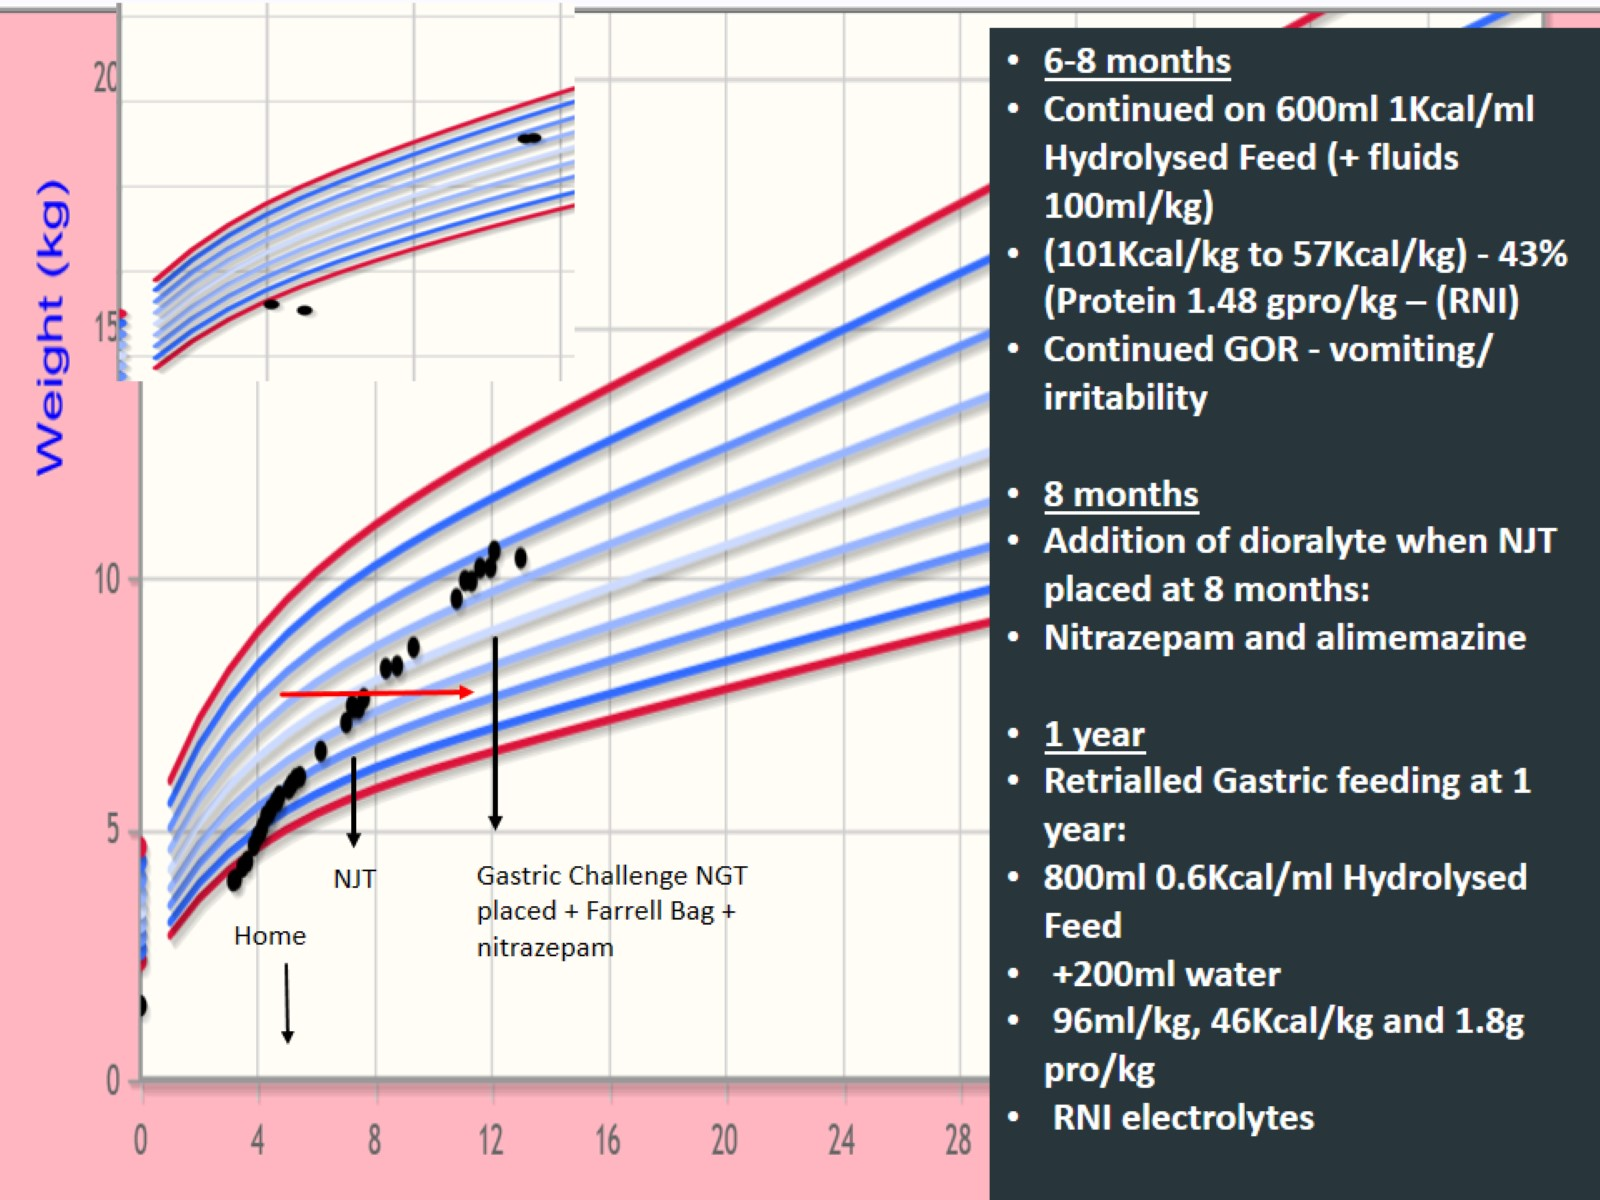 Weight (kg)
20
15
10
5
0
0 4 8 12 16 20 24 28
Home
NJT
Gastric Challenge NGT
placed + Farrell Bag +
nitrazepam
• 6-8 months
• Continued on 600ml 1Kcal/ml
Hydrolysed Feed (+ fluids
100ml/kg)
• (101Kcal/kg to 57Kcal/kg) - 43%
(Protein 1.48 gpro/kg – (RNI)
• Continued GOR - vomiting/
irritability
• 8 months
• Addition of dioralyte when NJT
placed at 8 months:
• Nitrazepam and alimemazine
• 1 year
• Retrialled Gastric feeding at 1
year:
• 800ml 0.6Kcal/ml Hydrolysed
Feed
• +200ml water
• 96ml/kg, 46Kcal/kg and 1.8g
pro/kg
• RNI electrolytes